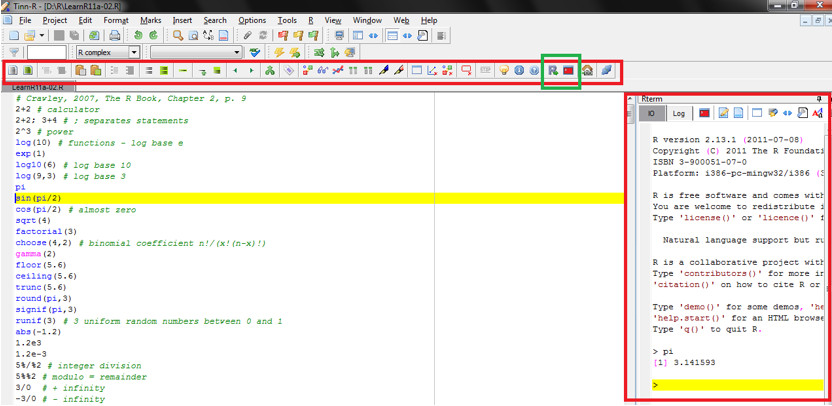 Tinn-R - [D:\R\LearnR11a-02.R]
File Project Edit Format Marks Insert Search Options Tools R View Window Web Help
R complex
LearnR11a-02.R
# Crawley, 2007, The R Book, Chapter 2, p. 9
2+2 # calculator
2+2; 3+4 # ; separates statements
2^3 # power
log(10) # functions - log base e
exp(1)
log10(6) # log base 10
log(9,3) # log base 3
pi
sin(pi/2)
cos(pi/2) # almost zero
sqrt(4)
factorial(3)
choose(4,2) # binomial coefficient n!/(x!(n-x)!)
gamma(2)
floor(5.6)
ceiling(5.6)
trunc(5.6)
round(pi,3)
signif(pi,3)
runif(3) # 3 uniform random numbers between 0 and 1
abs(-1.2)
1.2e3
1.2e-3
5%/%2 # integer division
5%%2 # modulo = remainder
3/0 # + infinity
-3/0 # - infinity
Rterm
IO Log
R version 2.13.1 (2011-07-08)
Copyright (C) 2011 The R Foundati
ISBN 3-900051-07-0
Platform: i386-pc-mingw32/i386 (3
R is free software and comes with
You are welcome to redistribute i
Type 'license()' or 'licence()' f
Natural language support but ru
R is a collaborative project with
Type 'contributors()' for more in
'citation()' on how to cite R or
Type 'demo()' for some demos, 'he
'help.start()' for an HTML browse
Type 'q()' to quit R.
> pi
[1] 3.141593
>